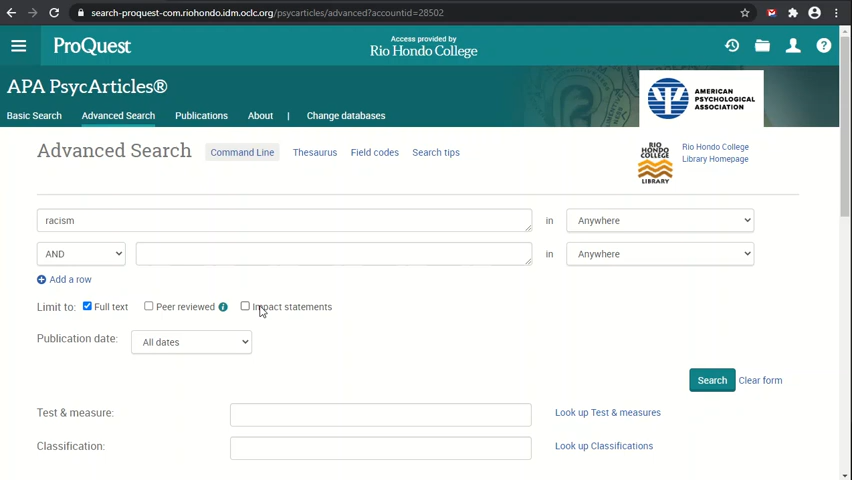 search-proquest-com.riohondo.idm.oclc.org/psycarticles/advanced?accountid=28502
ProQuest
Access provided by
Rio Hondo College
APA PsycArticles®
AMERICAN
PSYCHOLOGICAL
ASSOCIATION
Basic Search
Advanced Search
Publications
About
|
Change databases
Advanced Search
Command Line
Thesaurus
Field codes
Search tips
RIO
HONDO
COLLEGE
LIBRARY
Rio Hondo College
Library Homepage
racism
in
Anywhere
AND
in
Anywhere
Add a row
Limit to:
Full text
Peer reviewed
Impact statements
Publication date:
All dates
Search
Clear form
Test & measure:
Look up Test & measures
Classification:
Look up Classifications